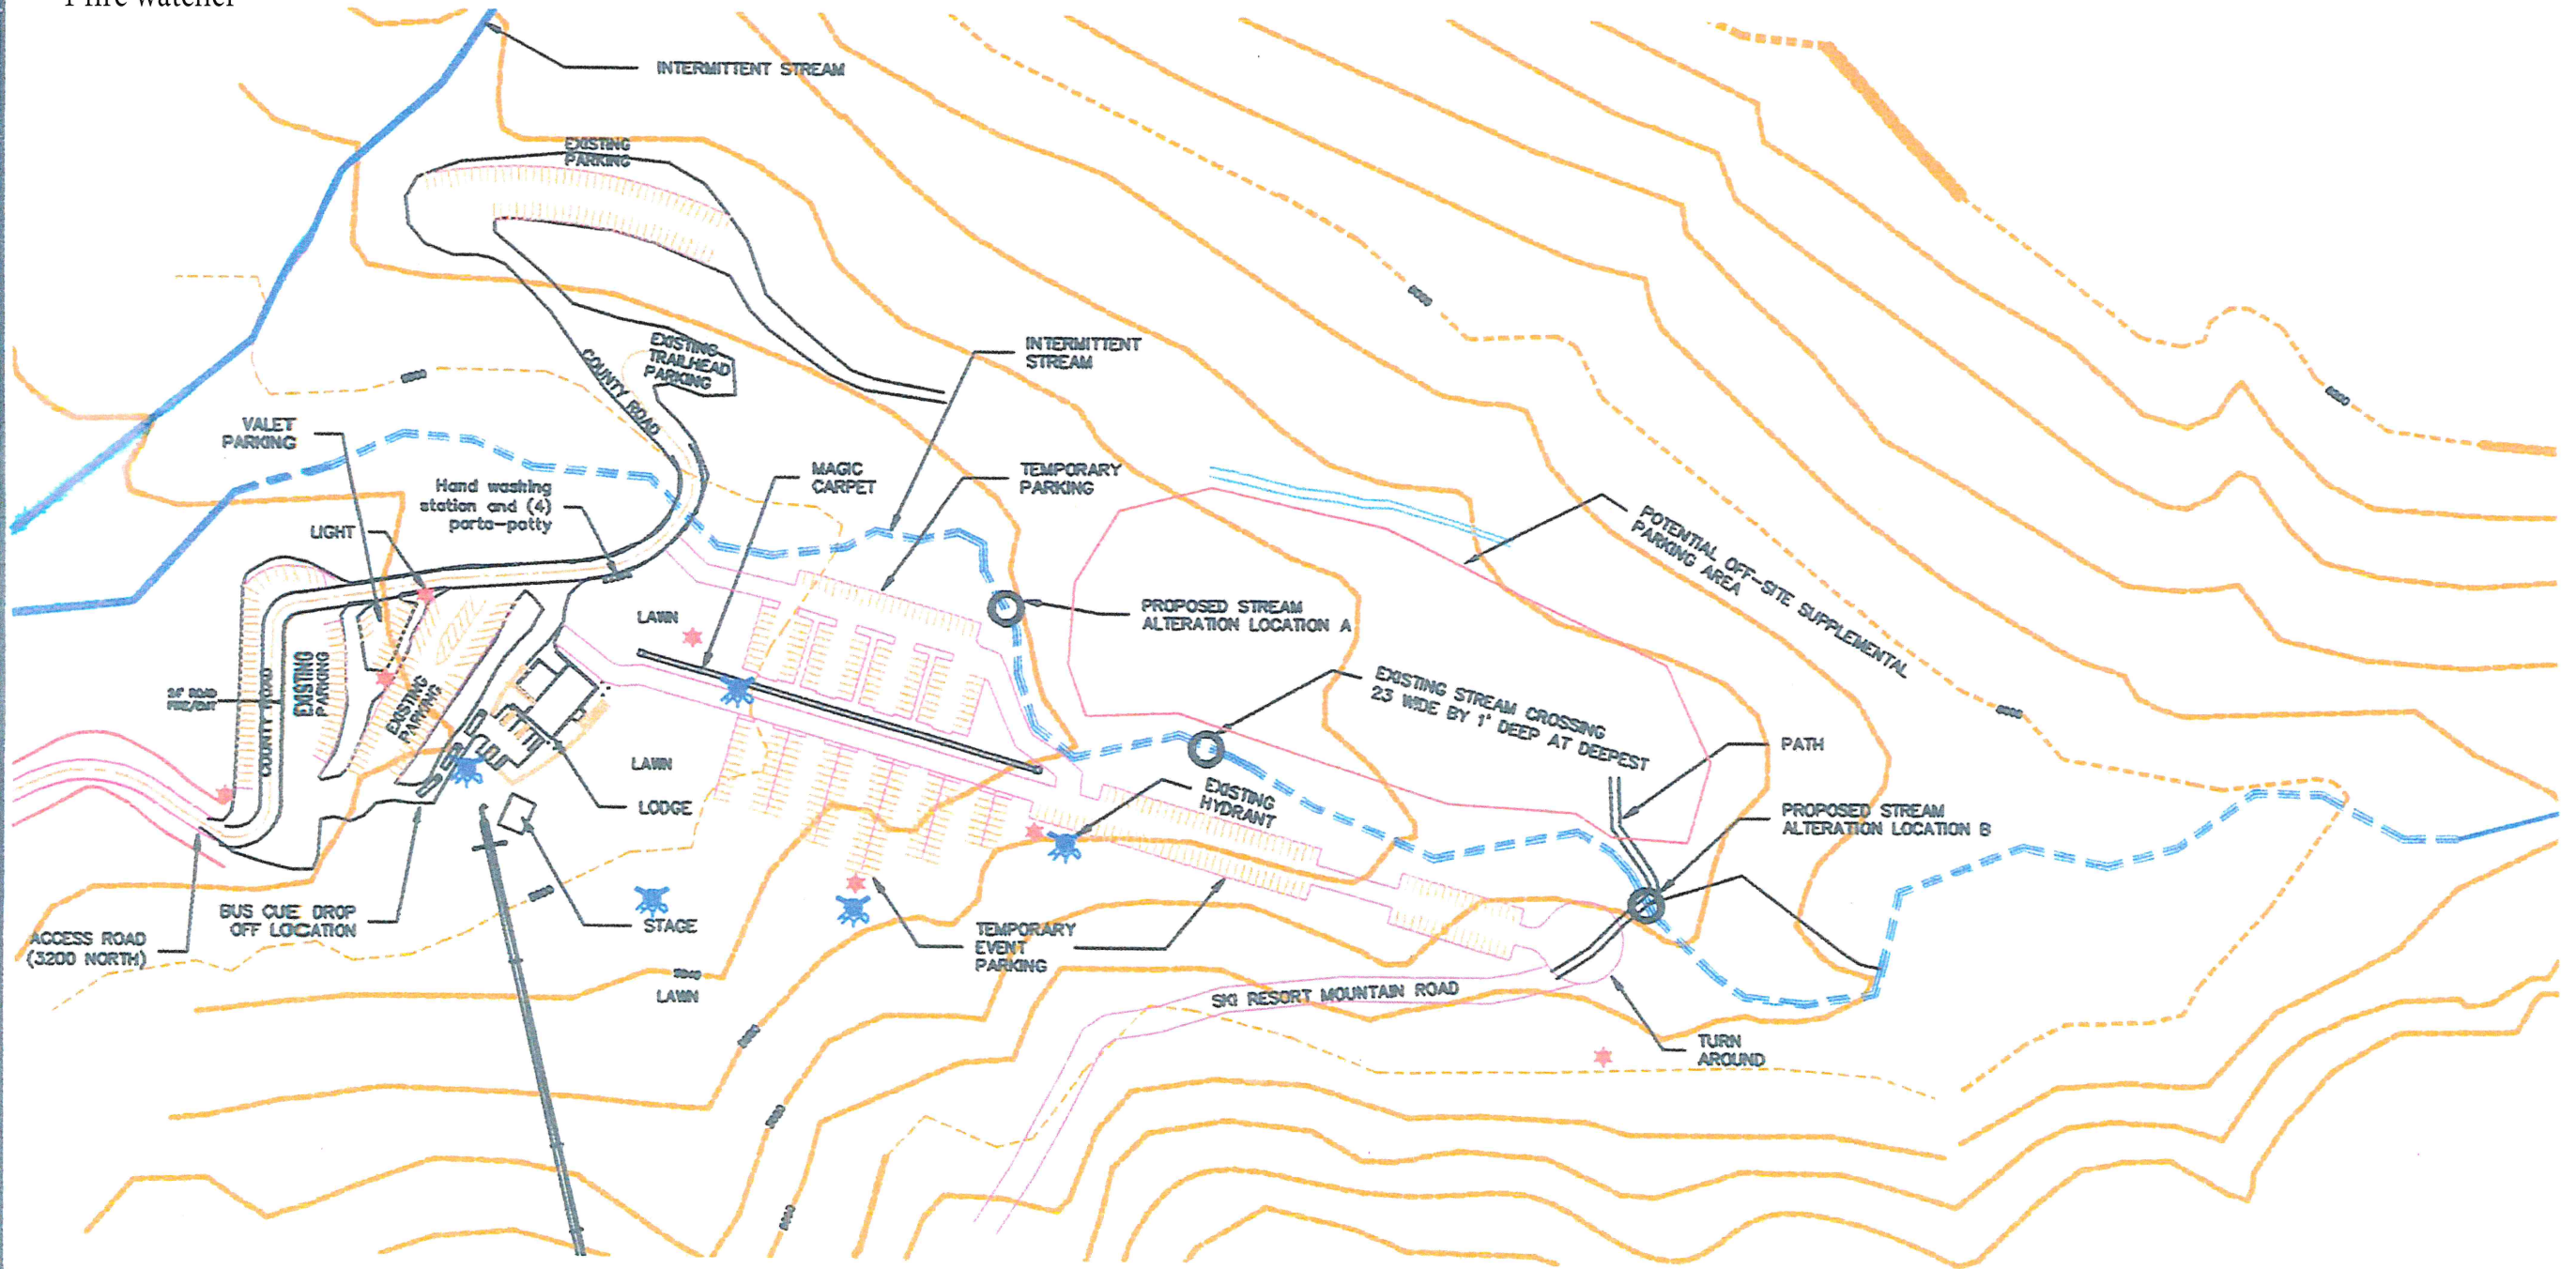 1 fire watcher
INTERMITTENT STREAM
EXISTING
PARKING
EXISTING
TRAILHEAD
PARKING
COUNTY ROAD
INTERMITTENT
STREAM
VALET
PARKING
MAGIC
CARPET
TEMPORARY
PARKING
Hand washing
station and (4)
porta-potty
LIGHT
POTENTIAL OFF-SITE SUPPLEMENTAL
PARKING AREA
LAWN
PROPOSED STREAM
ALTERATION LOCATION A
EXISTING STREAM CROSSING
23 WIDE BY 1' DEEP AT DEEPEST
24' ROAD
EXISTING
PARKING
EXISTING
PARKING
COUNTY ROAD
LAWN
PATH
LODGE
EXISTING
HYDRANT
PROPOSED STREAM
ALTERATION LOCATION B
BUS CUE DROP
OFF LOCATION
STAGE
ACCESS ROAD
(3200 NORTH)
TEMPORARY
EVENT
PARKING
LAWN
SKI RESORT MOUNTAIN ROAD
TURN
AROUND